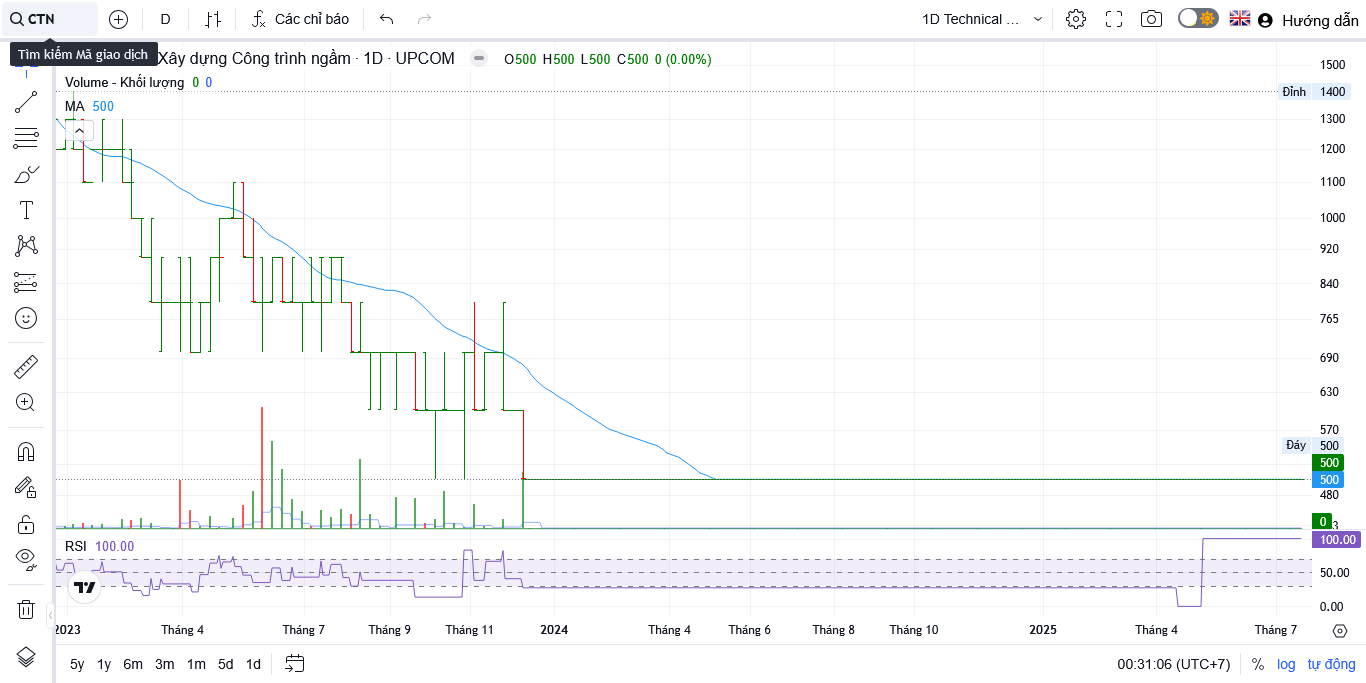 CTN
D
Các chỉ báo
1D Technical ...
Hướng dẫn
Tìm kiếm Mã giao dịch
Xây dựng Công trình ngầm · 1D · UPCOM
O500 H500 L500 C500 0 (0.00%)
Volume - Khối lượng 0 0
MA 500
1500
Đỉnh 1400
1300
1200
1100
1000
920
840
765
690
630
570
Đáy 500
500
500
480
0
3
RSI 100.00
100.00
50.00
0.00
2023 Tháng 4 Tháng 7 Tháng 9 Tháng 11 2024 Tháng 4 Tháng 6 Tháng 8 Tháng 10 2025 Tháng 4 Tháng 7
5y 1y 6m 3m 1m 5d 1d
00:31:06 (UTC+7) % log tự động